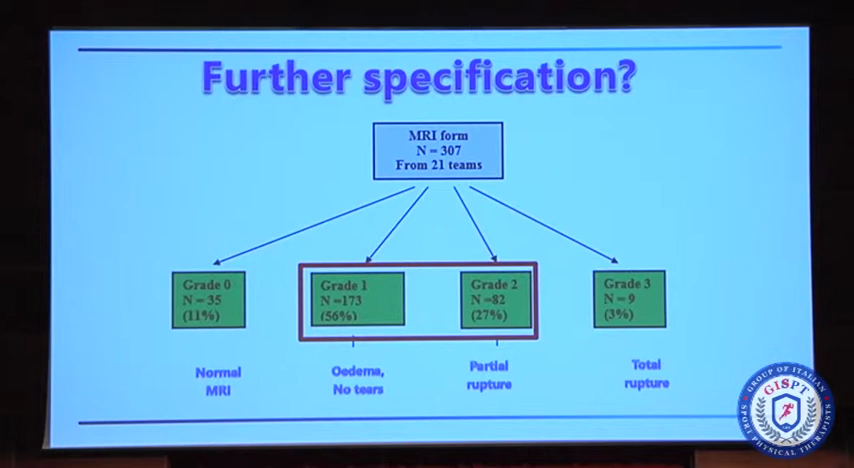 Further specification?
MRI form
N = 307
From 21 teams
Grade 0
N = 35
(11%)
Grade 1
N =173
(56%)
Grade 2
N =82
(27%)
Grade 3
N = 9
(3%)
Normal
MRI
Oedema,
No tears
Partial
rupture
Total
rupture
GROUP OF ITALIAN
SPORT PHYSICAL THERAPISTS
GISPT